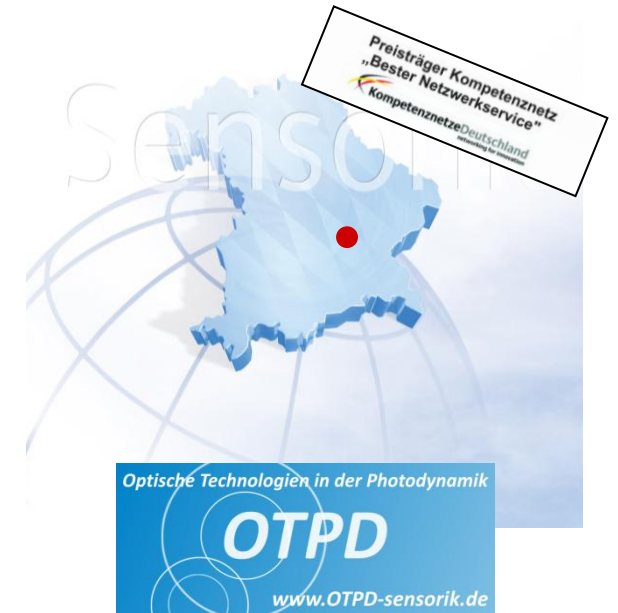 Sensorik
Preisträger Kompetenznetz
„Bester Netzwerkservice"
KompetenznetzeDeutschland
networking for innovation
Optische Technologien in der Photodynamik
OTPD
www.OTPD-sensorik.de